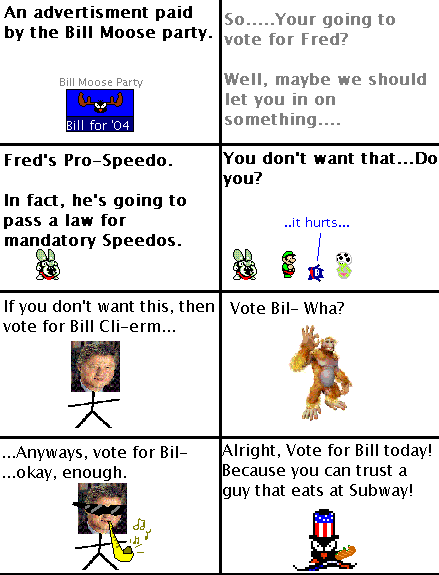 An advertisment paid
by the Bill Moose party.
Bill Moose Party
Bill for '04
So.....Your going to
vote for Fred?
Well, maybe we should
let you in on
something....
Fred's Pro-Speedo.
In fact, he's going to
pass a law for
mandatory Speedos.
You don't want that...Do
you?
..it hurts...
If you don't want this, then
vote for Bill Cli-erm...
Vote Bil- Wha?
...Anyways, vote for Bil-
...okay, enough.
Alright, Vote for Bill today!
Because you can trust a
guy that eats at Subway!